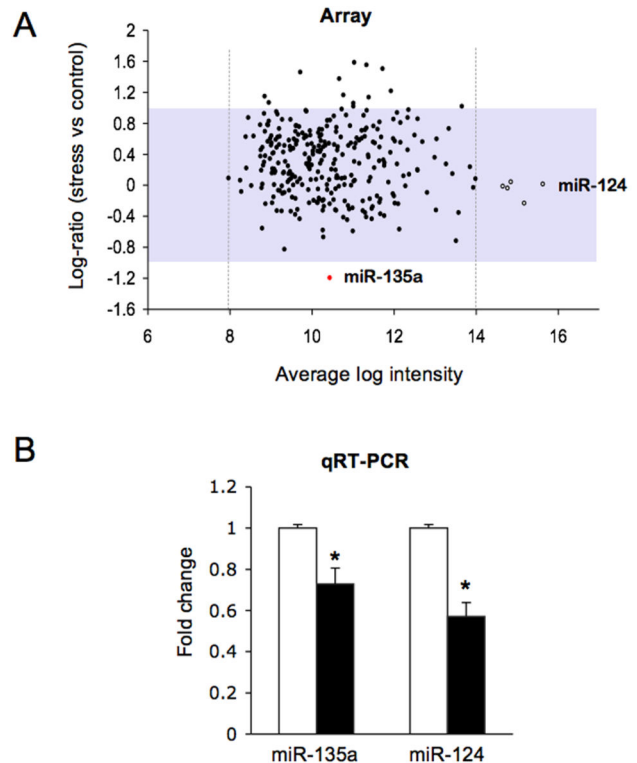 A
Array
Log-ratio (stress vs control)
2
1.6
1.2
0.8
0.4
0
-0.4
-0.8
-1.2
-1.6
miR-124
miR-135a
6 8 10 12 14 16
Average log intensity
B
qRT-PCR
Fold change
1.2
1
0.8
0.6
0.4
0.2
0
* *
miR-135a miR-124